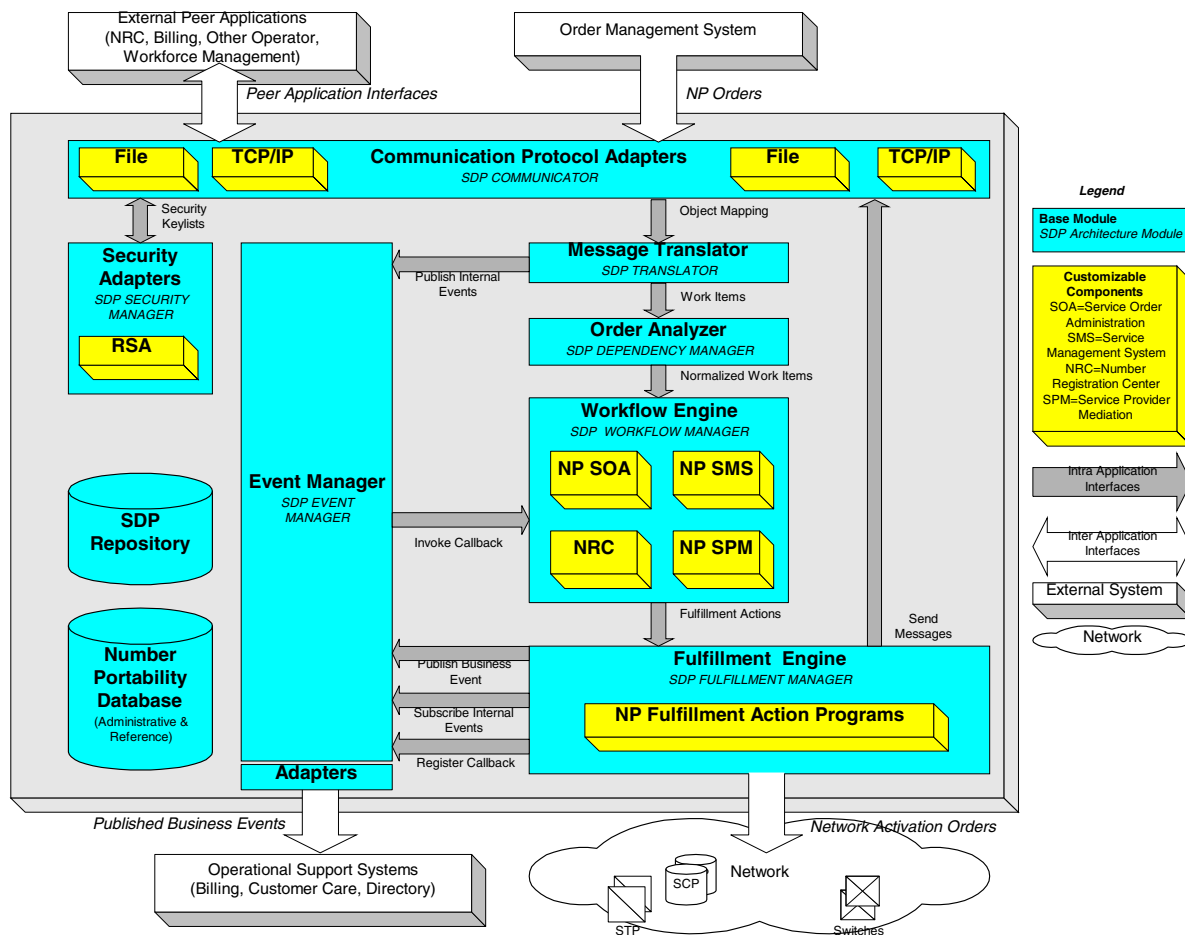 External Peer Applications
(NRC, Billing, Other Operator,
Workforce Management)
Order Management System
Peer Application Interfaces
NP Orders
File
TCP/IP
Communication Protocol Adapters
SDP COMMUNICATOR
File
TCP/IP
Security
Keylists
Object Mapping
Security
Adapters
SDP SECURITY
MANAGER
RSA
Message Translator
SDP TRANSLATOR
Publish Internal
Events
Work Items
Order Analyzer
SDP DEPENDENCY MANAGER
Normalized Work Items
Workflow Engine
SDP WORKFLOW MANAGER
NP SOA
NP SMS
NRC
NP SPM
Event Manager
SDP EVENT
MANAGER
Invoke Callback
SDP
Repository
Fulfillment Actions
Send
Messages
Number
Portability
Database
(Administrative &
Reference)
Publish Business
Event
Subscribe Internal
Events
Register Callback
Fulfillment Engine
SDP FULFILLMENT MANAGER
NP Fulfillment Action Programs
Adapters
Published Business Events
Network Activation Orders
Operational Support Systems
(Billing, Customer Care, Directory)
Network
SCP
STP
Switches
Legend
Base Module
SDP Architecture Module
Customizable
Components
SOA=Service Order
Administration
SMS=Service
Management System
NRC=Number
Registration Center
SPM=Service Provider
Mediation
Intra Application
Interfaces
Inter Application
Interfaces
External System
Network